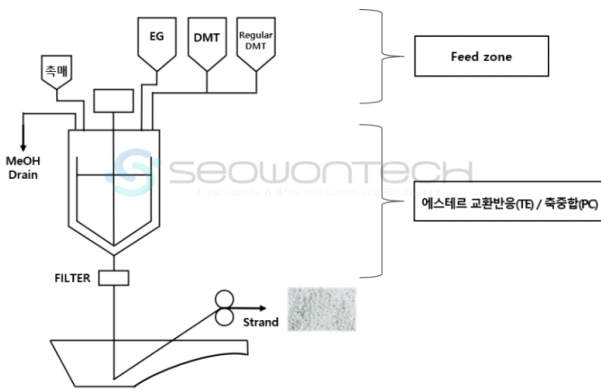 EG
DMT
Regular
DMT
촉매
Feed zone
MeOH
Drain
SEOWONTECH
에스테르 교환반응(TE) / 축중합(PC)
FILTER
Strand